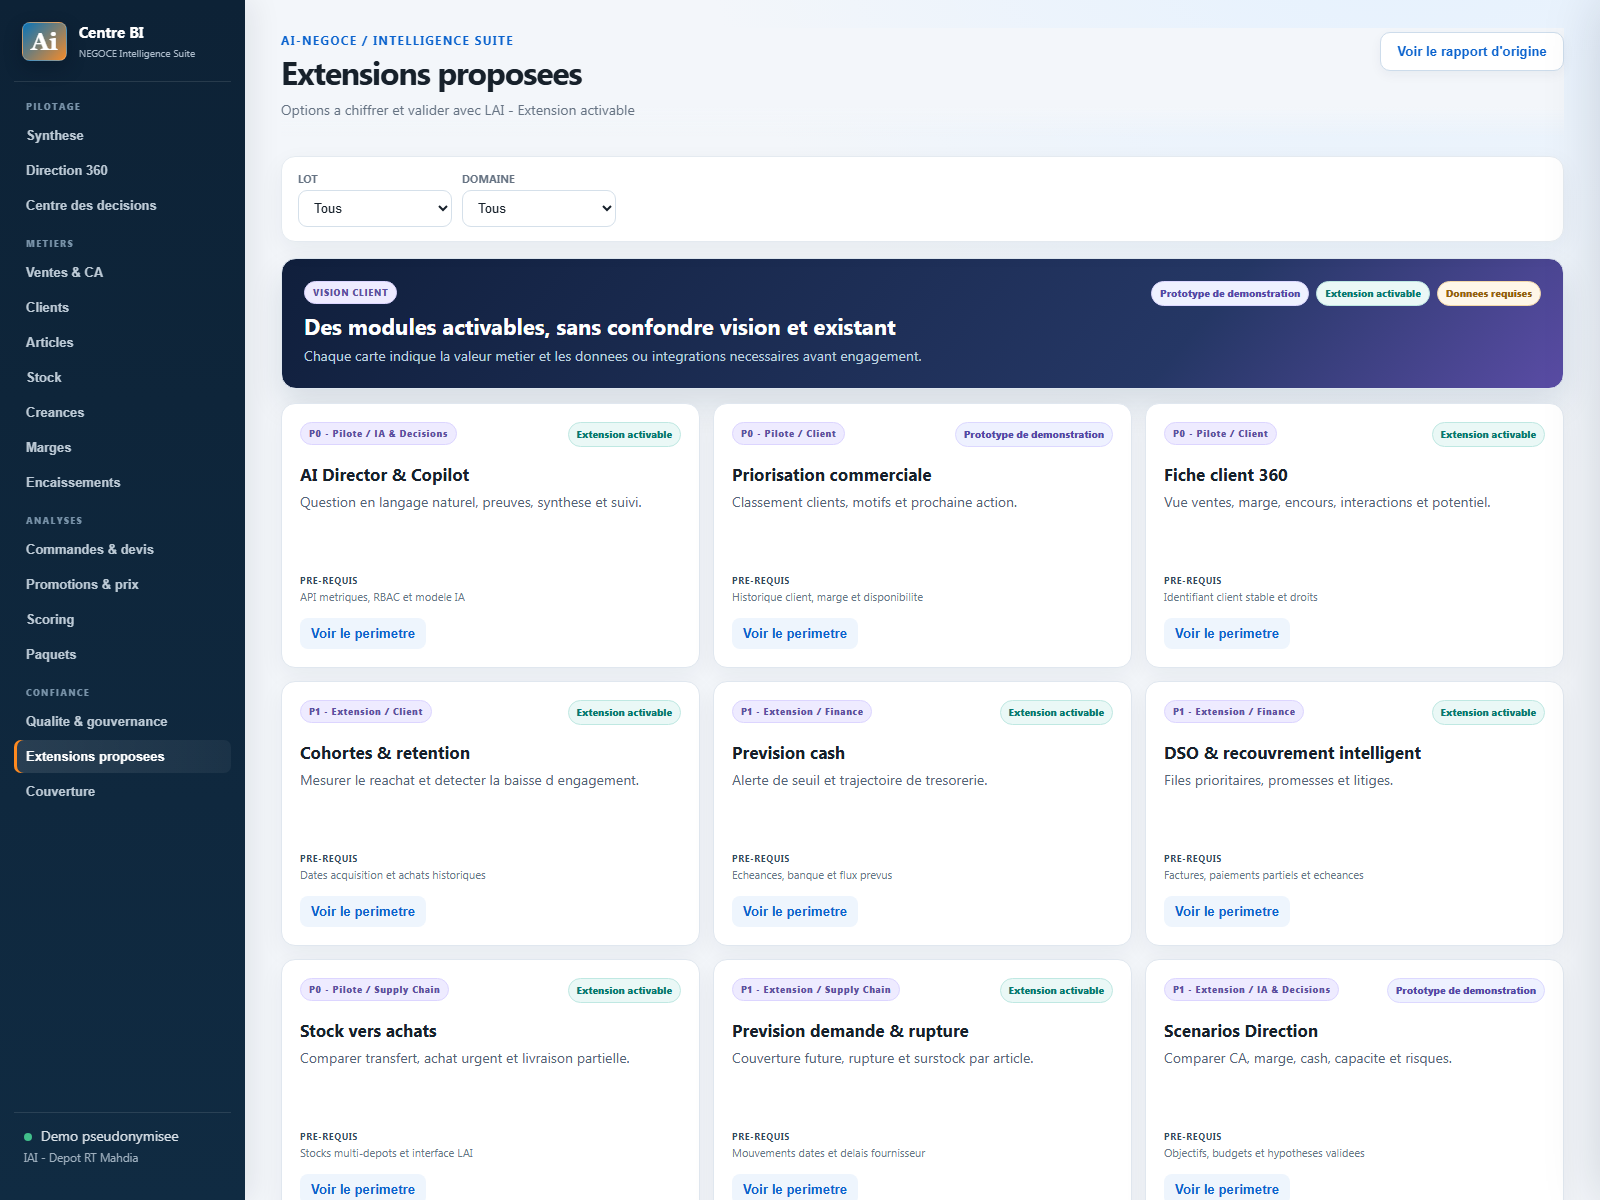 Ai
Centre BI
NEGOCE Intelligence Suite
PILOTAGE
Synthese
Direction 360
Centre des decisions
METIERS
Ventes & CA
Clients
Articles
Stock
Creances
Marges
Encaissements
ANALYSES
Commandes & devis
Promotions & prix
Scoring
Paquets
CONFIANCE
Qualite & gouvernance
Extensions proposees
Couverture
Demo pseudonymisee
IAI - Depot RT Mahdia
AI-NEGOCE / INTELLIGENCE SUITE
Extensions proposees
Options a chiffrer et valider avec LAI - Extension activable
Voir le rapport d'origine
LOT
DOMAINE
Tous
Tous
VISION CLIENT
Prototype de demonstration
Extension activable
Donnees requises
Des modules activables, sans confondre vision et existant
Chaque carte indique la valeur metier et les donnees ou integrations necessaires avant engagement.
P0 - Pilote / IA & Decisions
Extension activable
AI Director & Copilot
Question en langage naturel, preuves, synthese et suivi.
PRE-REQUIS
API metriques, RBAC et modele IA
Voir le perimetre
P0 - Pilote / Client
Prototype de demonstration
Priorisation commerciale
Classement clients, motifs et prochaine action.
PRE-REQUIS
Historique client, marge et disponibilite
Voir le perimetre
P0 - Pilote / Client
Extension activable
Fiche client 360
Vue ventes, marge, encours, interactions et potentiel.
PRE-REQUIS
Identifiant client stable et droits
Voir le perimetre
P1 - Extension / Client
Extension activable
Cohortes & retention
Mesurer le reachat et detecter la baisse d engagement.
PRE-REQUIS
Dates acquisition et achats historiques
Voir le perimetre
P1 - Extension / Finance
Extension activable
Prevision cash
Alerte de seuil et trajectoire de tresorerie.
PRE-REQUIS
Echeances, banque et flux prevus
Voir le perimetre
P1 - Extension / Finance
Extension activable
DSO & recouvrement intelligent
Files prioritaires, promesses et litiges.
PRE-REQUIS
Factures, paiements partiels et echeances
Voir le perimetre
P0 - Pilote / Supply Chain
Extension activable
Stock vers achats
Comparer transfert, achat urgent et livraison partielle.
PRE-REQUIS
Stocks multi-depots et interface LAI
Voir le perimetre
P1 - Extension / Supply Chain
Extension activable
Prevision demande & rupture
Couverture future, rupture et surstock par article.
PRE-REQUIS
Mouvements dates et delais fournisseur
Voir le perimetre
P1 - Extension / IA & Decisions
Prototype de demonstration
Scenarios Direction
Comparer CA, marge, cash, capacite et risques.
PRE-REQUIS
Objectifs, budgets et hypotheses validees
Voir le perimetre